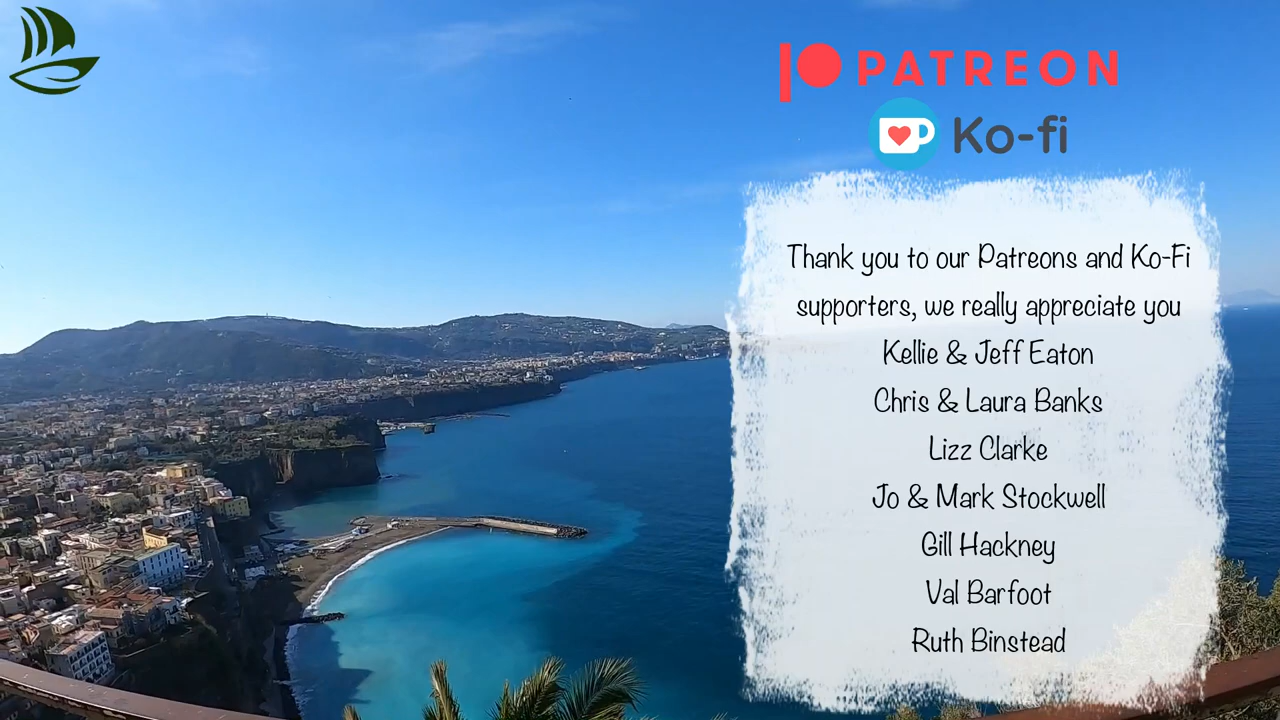 PATREON
Ko-fi
Thank you to our Patreons and Ko-Fi
supporters, we really appreciate you
Kellie & Jeff Eaton
Chris & Laura Banks
Lizz Clarke
Jo & Mark Stockwell
Gill Hackney
Val Barfoot
Ruth Binstead